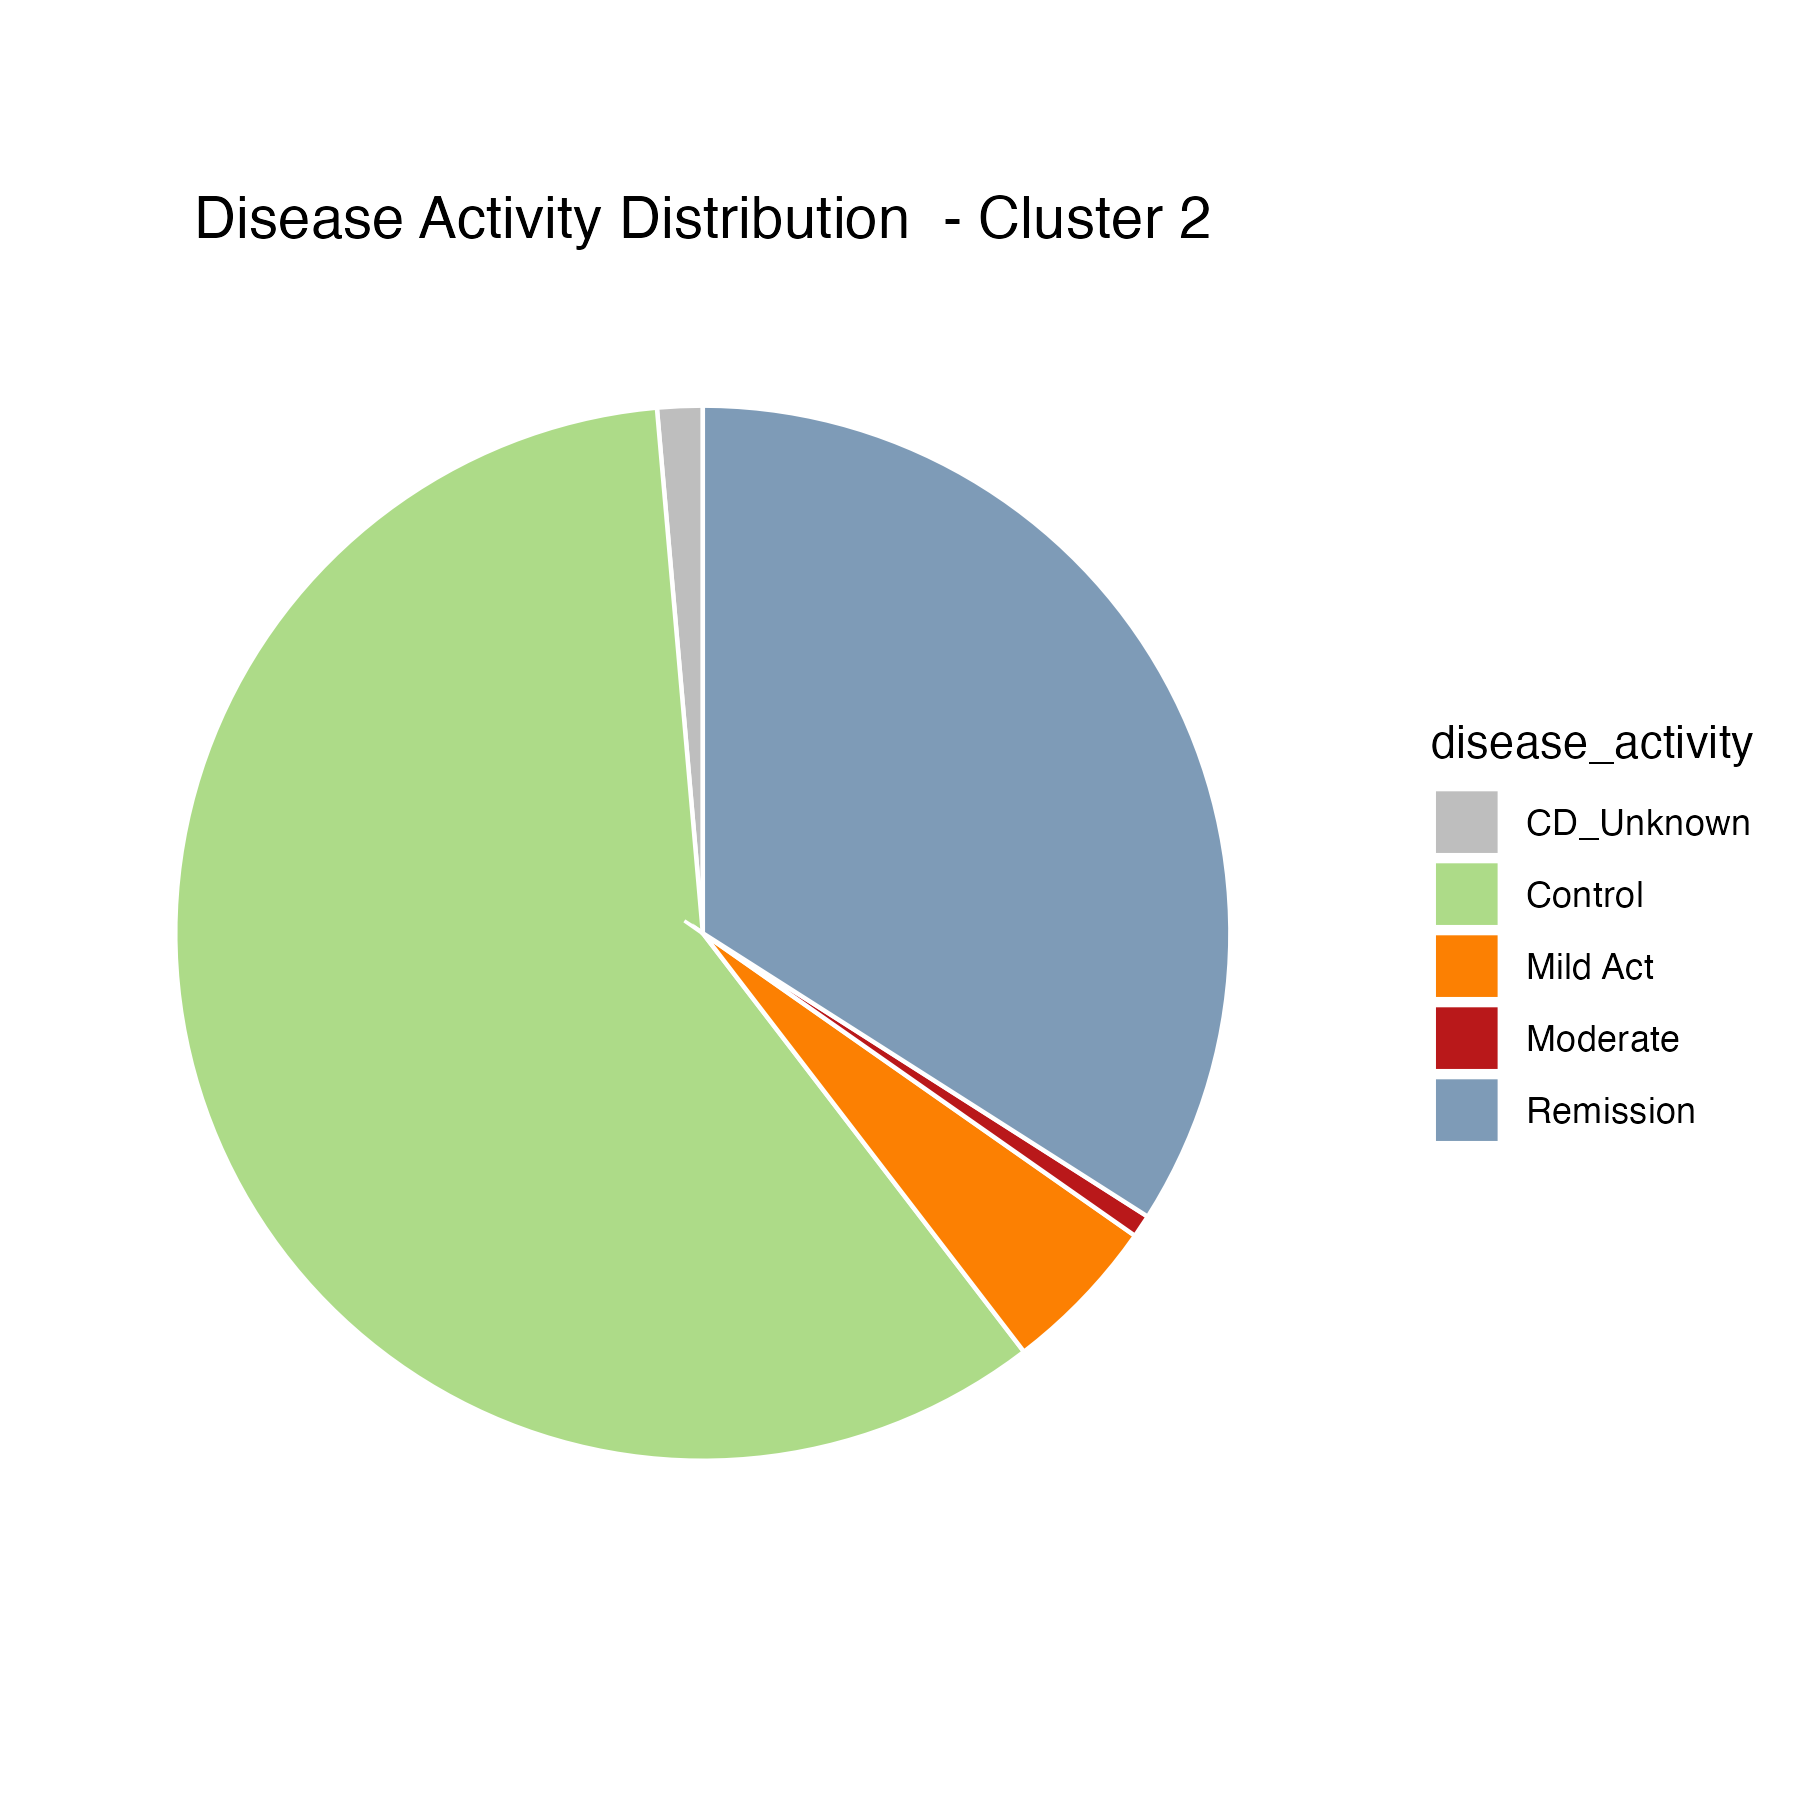 Disease Activity Distribution  - Cluster 2
disease_activity
CD_Unknown
Control
Mild Act
Moderate
Remission